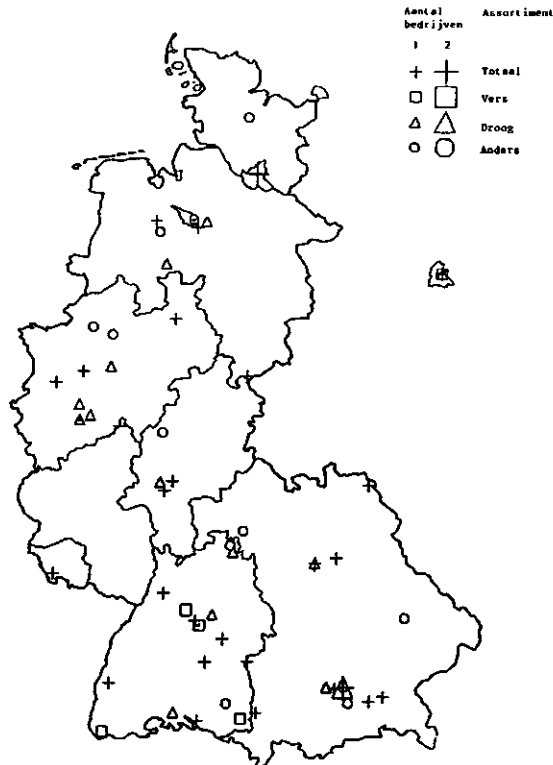 Aantal Assortiment
bedrijven
1 2
Totaal
Vers
Droog
Anders